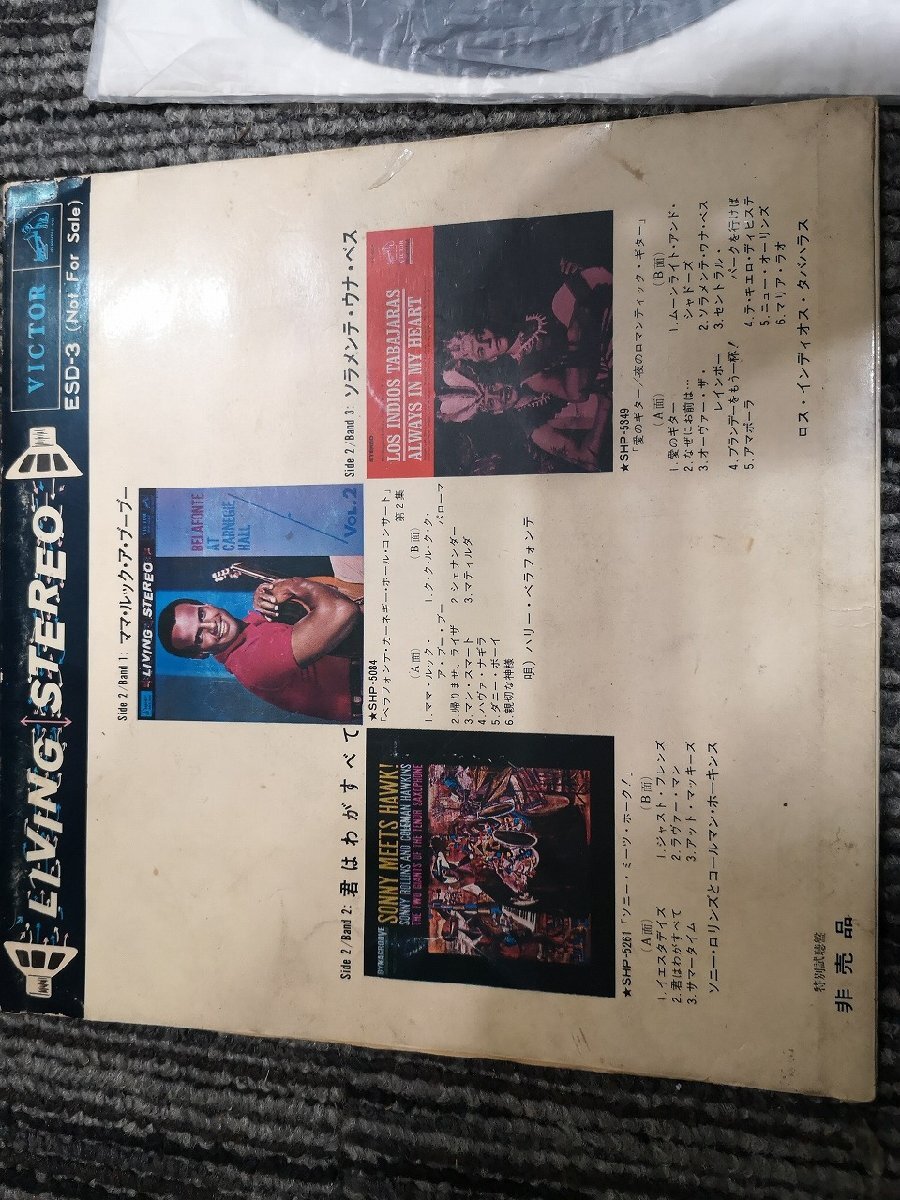 LIVING STEREO
VICTOR
ESD-3 (Not For Sale)
Side 2/Band 1: ママ・ルック・ア・ブーブー
LIVING STEREO
BELAFONTE
AT
CARNEGIE
HALL
VOL.2
★SHP-5084
「ベラフォンテ・カーネギー・ホール・コンサート」
第2集
(A面)
1.ママ・ルック・
ア・ブー・ブー
2.帰りませ、ライザ
3.マン・スマート
4.ハヴァ・ナギラ
5.ダニー・ボーイ
6.親切な神様
(B面)
1.ク・ク・ル・ク・ク・
パローマ
2.シェナンダー
3.マティルダ
唄) ハリー・ベラフォンテ
Side 2/Band 2: 君はわがすべて
DYNAGROOVE
SONNY MEETS HAWK!
SONNY ROLLINS AND COLEMAN HAWKINS
THE TWO GIANTS OF THE TENOR SAXOPHONE
★SHP-5261「ソニー・ミーツ・ホーク!」
(A面)
1.イエスタデイズ
2.君はわがすべて
3.サマータイム
(B面)
1.ジャスト・フレンズ
2.ラヴァー・マン
3.アット・マッキーズ
ソニー・ロリンズとコールマン・ホーキンス
Side 2/Band 3: ソラメンテ・ウナ・ベス
STEREO
VICTOR
LOS INDIOS TABAJARAS
ALWAYS IN MY HEART
★SHP-5349
「愛のギター/夜のロマンティック・ギター」
(A面)
1.愛のギター
2.なぜにお前は…
3.オーヴァー・ザ・
レインボー
4.ブランデーをもう一杯!
5.アマポーラ
(B面)
1.ムーンライト・アンド・
シャドーズ
2.ソラメンテ・ウナ・ベス
3.セントラル・
パークを行けば
4.テ・キエロ・ディヒステ
5.ニュー・オーリンズ
6.マリア・ラオ
ロス・インディオス・タバハラス
特別試聴盤
非売品